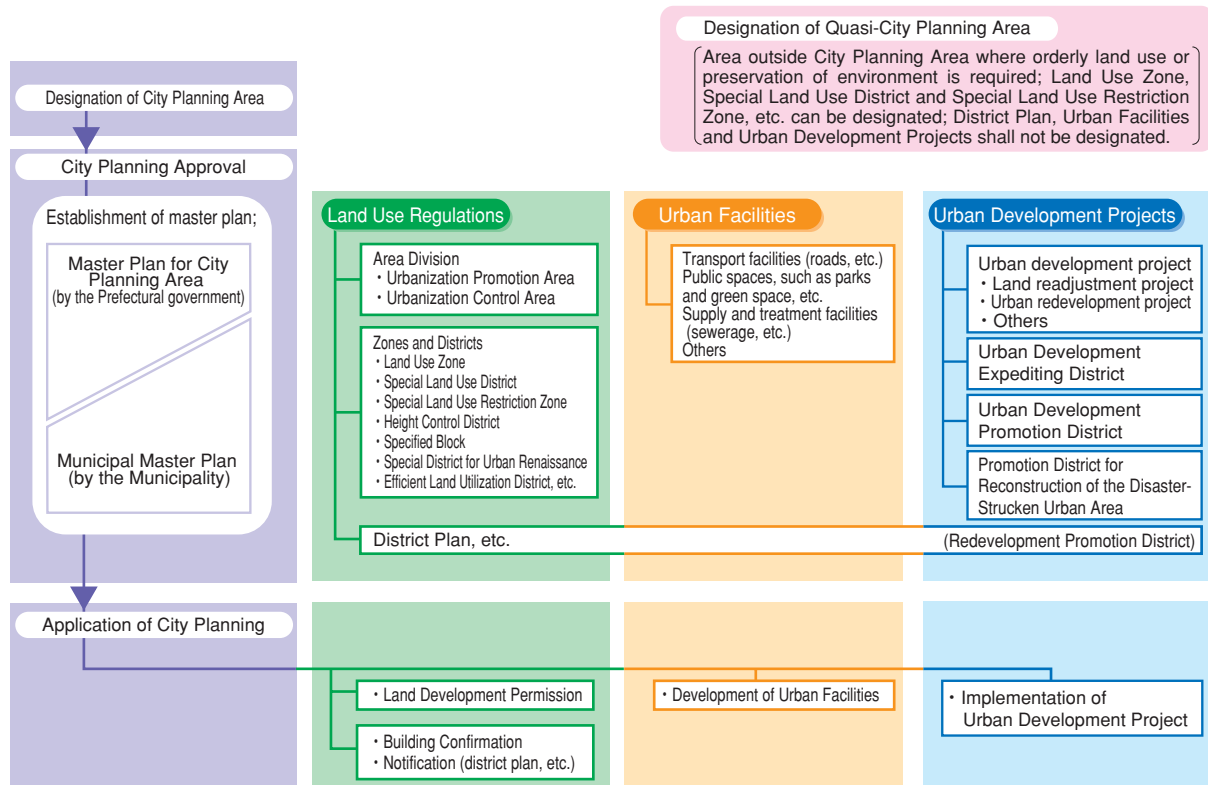 Designation of Quasi-City Planning Area
Area outside City Planning Area where orderly land use or
preservation of environment is required; Land Use Zone,
Special Land Use District and Special Land Use Restriction
Zone, etc. can be designated; District Plan, Urban Facilities
and Urban Development Projects shall not be designated.
Designation of City Planning Area
City Planning Approval
Establishment of master plan;
Master Plan for City
Planning Area
(by the Prefectural government)
Municipal Master Plan
(by the Municipality)
Land Use Regulations
Area Division
・Urbanization Promotion Area
・Urbanization Control Area
Zones and Districts
・Land Use Zone
・Special Land Use District
・Special Land Use Restriction Zone
・Height Control District
・Specified Block
・Special District for Urban Renaissance
・Efficient Land Utilization District, etc.
District Plan, etc.
Urban Facilities
Transport facilities (roads, etc.)
Public spaces, such as parks
and green space, etc.
Supply and treatment facilities
(sewerage, etc.)
Others
Urban Development Projects
Urban development project
・Land readjustment project
・Urban redevelopment project
・Others
Urban Development
Expediting District
Urban Development
Promotion District
Promotion District for
Reconstruction of the Disaster-
Strucken Urban Area
(Redevelopment Promotion District)
Application of City Planning
・Land Development Permission
・Building Confirmation
・Notification (district plan, etc.)
・Development of Urban Facilities
・Implementation of
Urban Development Project